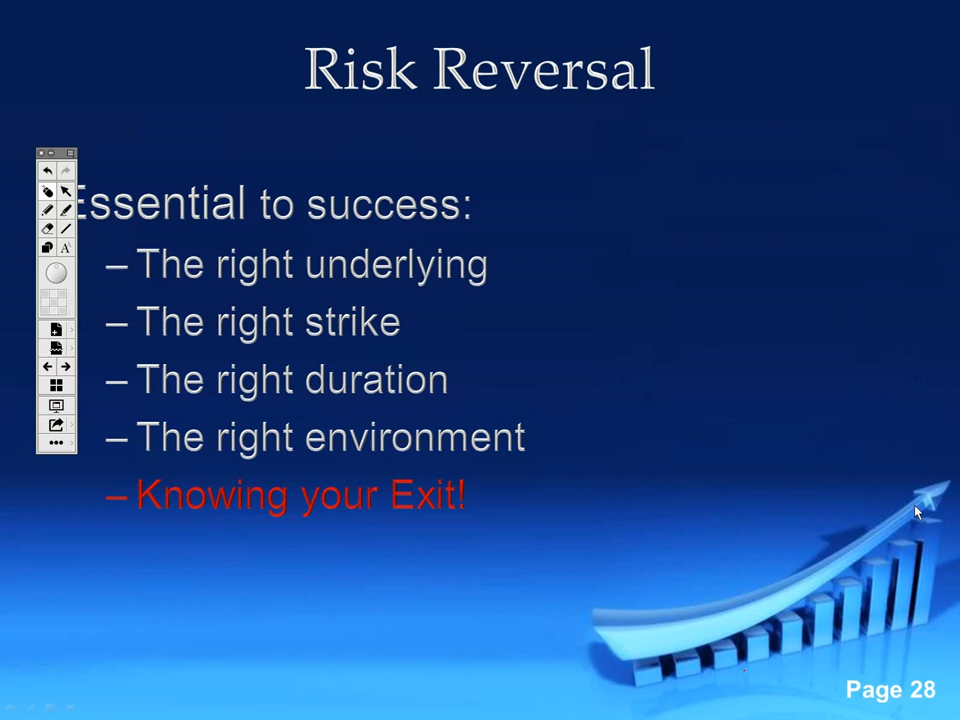 Risk Reversal
Essential to success:
– The right underlying
– The right strike
– The right duration
– The right environment
– Knowing your Exit!
Page 28